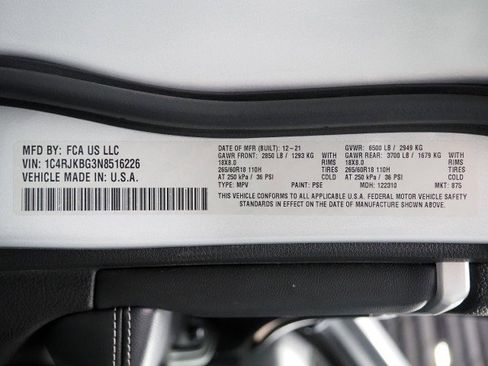 MFD BY: FCA US LLC
VIN: 1C4RJKBG3N8516226
VEHICLE MADE IN: U.S.A.
DATE OF MFR (BUILT): 12-21 GVWR: 6500 LB / 2949 KG
GAWR FRONT: 2850 LB / 1293 KG WITH GAWR REAR: 3700 LB / 1679 KG WITH
18X8.0 RIMS 18X8.0 RIMS
265/60R18 110H TIRES 265/60R18 110H TIRES
AT 250 kPa / 36 PSI COLD AT 250 kPa / 36 PSI COLD
TYPE: MPV PAINT: PSE MDH: 122310 MKT: 875
THIS VEHICLE CONFORMS TO ALL APPLICABLE U.S.A. FEDERAL MOTOR VEHICLE SAFETY
STANDARDS IN EFFECT ON THE DATE OF MANUFACTURE SHOWN ABOVE.